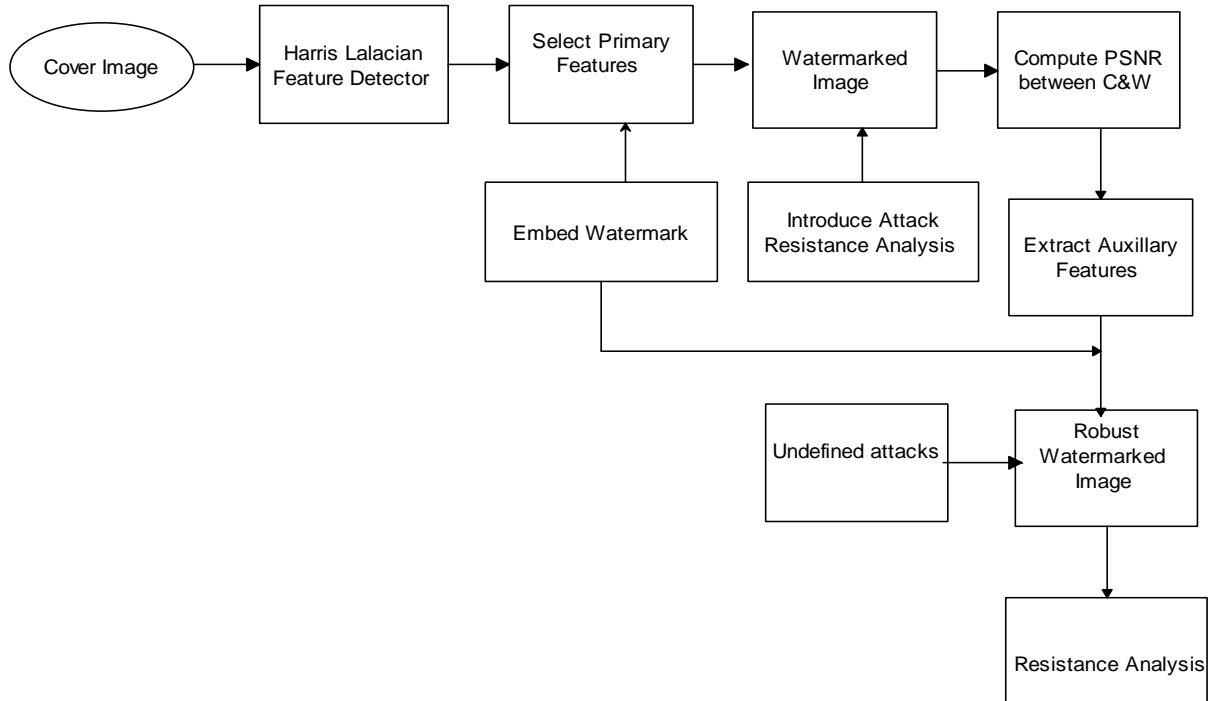 Cover Image
Harris Lalacian
Feature Detector
Select Primary
Features
Watermarked
Image
Compute PSNR
between C&W
Embed Watermark
Introduce Attack
Resistance Analysis
Extract Auxillary
Features
Undefined attacks
Robust
Watermarked
Image
Resistance Analysis